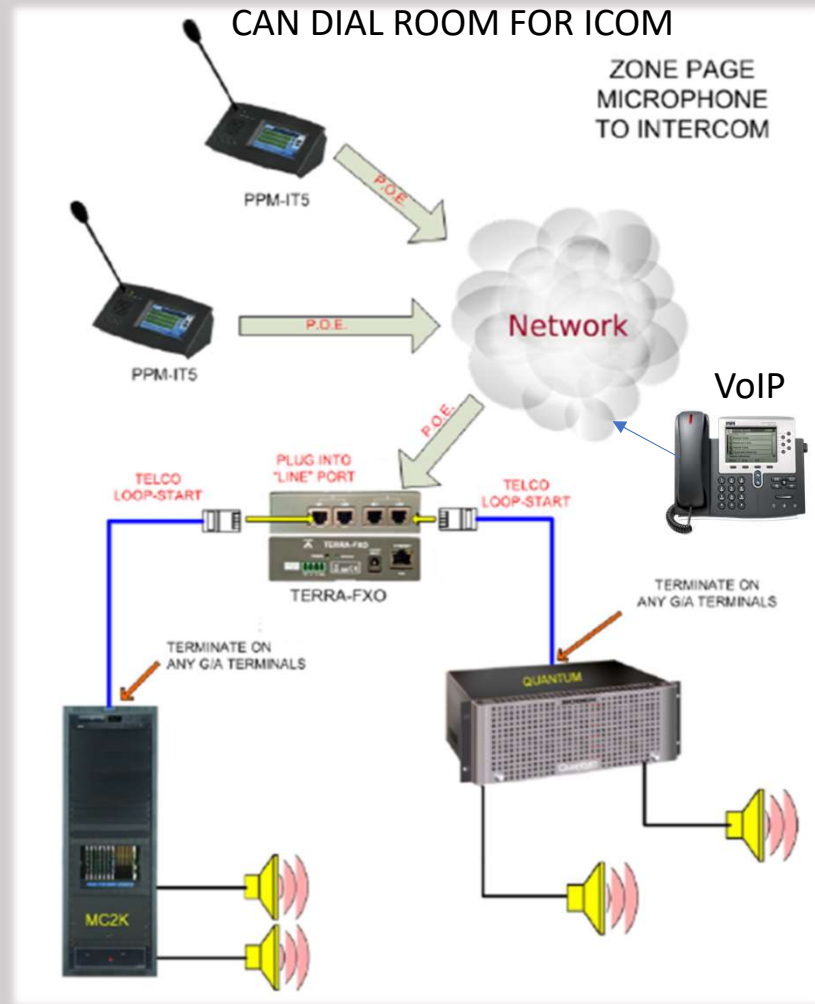 CAN DIAL ROOM FOR ICOM
ZONE PAGE
MICROPHONE
TO INTERCOM
PPM-IT5
P.O.E.
PPM-IT5
P.O.E.
Network
VoIP
P.O.E.
PLUG INTO
"LINE" PORT
TELCO
LOOP-START
TELCO
LOOP-START
TERRA-FXO
TERRA-FXO
TERMINATE ON
ANY G/A TERMINALS
TERMINATE ON
ANY G/A TERMINALS
QUANTUM
MC2K